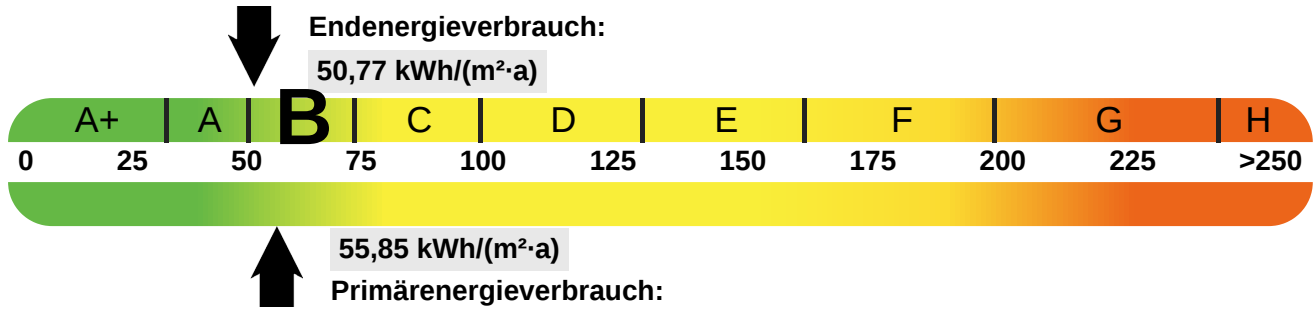 Endenergieverbrauch:
50,77 kWh/(m²·a)
A+ A B C D E F G H
0 25 50 75 100 125 150 175 200 225 >250
55,85 kWh/(m²·a)
Primärenergieverbrauch: